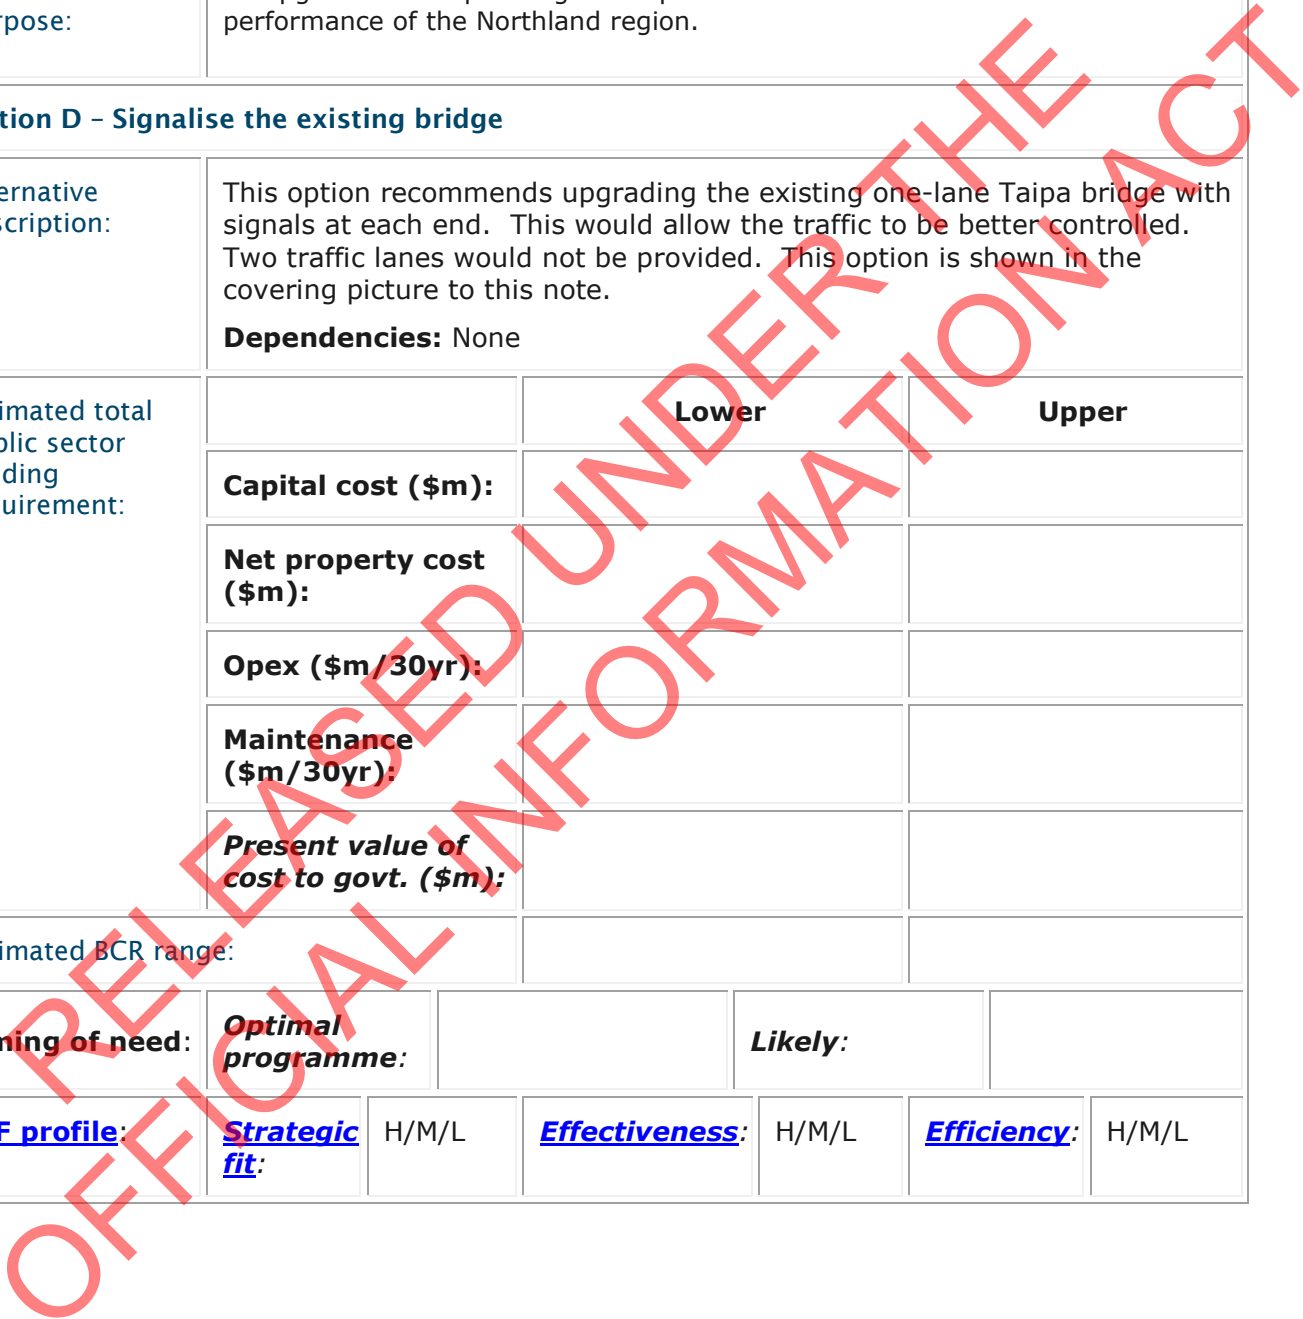 rpose:
performance of the Northland region.
tion D – Signalise the existing bridge
ernative
cription:
This option recommends upgrading the existing one-lane Taipa bridge with
signals at each end.  This would allow the traffic to be better controlled.
Two traffic lanes would not be provided.  This option is shown in the
covering picture to this note.
Dependencies: None
imated total
blic sector
ding
uirement:
Lower
Upper
Capital cost ($m):
Net property cost
($m):
Opex ($m/30yr):
Maintenance
($m/30yr):
Present value of
cost to govt. ($m):
imated BCR range:
ning of need:
Optimal
programme:
Likely:
F profile:
Strategic
fit:
H/M/L
Effectiveness:
H/M/L
Efficiency:
H/M/L
RELEASED UNDER THE
OFFICIAL INFORMATION ACT